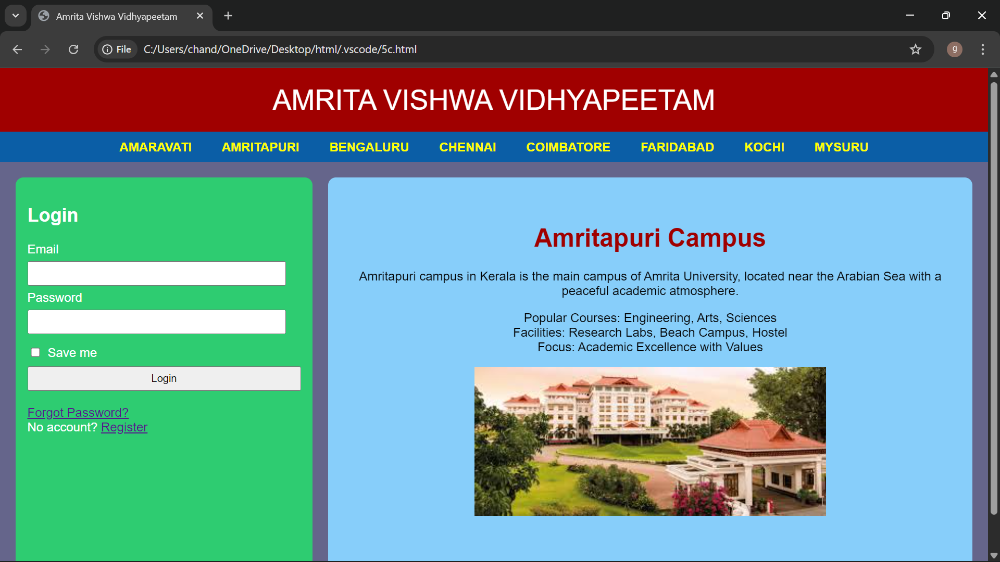 Amrita Vishwa Vidhyapeetam
File C:/Users/chand/OneDrive/Desktop/html/.vscode/5c.html
g
AMRITA VISHWA VIDHYAPEETAM
AMARAVATI AMRITAPURI BENGALURU CHENNAI COIMBATORE FARIDABAD KOCHI MYSURU
Login
Email
Password
Save me
Login
Forgot Password?
No account? Register
Amritapuri Campus
Amritapuri campus in Kerala is the main campus of Amrita University, located near the Arabian Sea with a
peaceful academic atmosphere.
Popular Courses: Engineering, Arts, Sciences
Facilities: Research Labs, Beach Campus, Hostel
Focus: Academic Excellence with Values